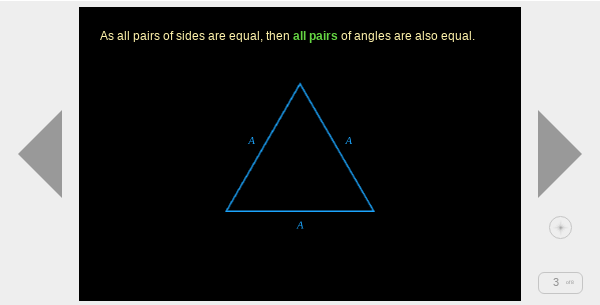 As all pairs of sides are equal, then all pairs of angles are also equal.
A A
A
3